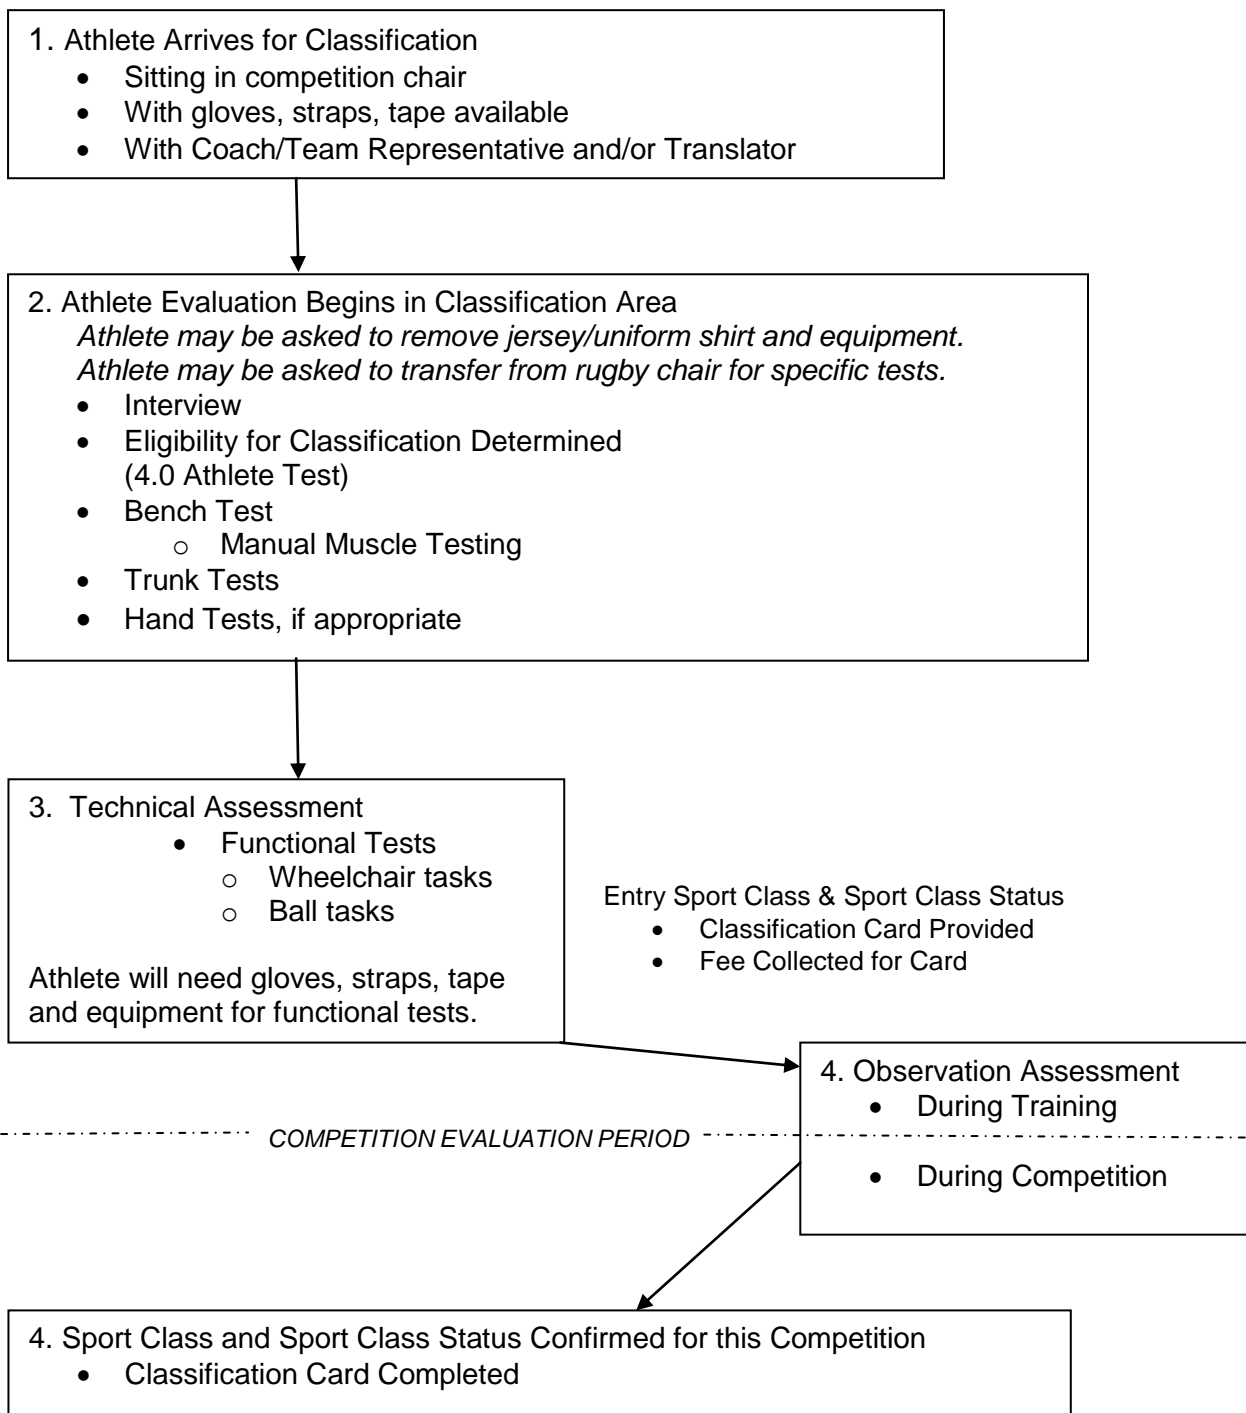 1. Athlete Arrives for Classification
• Sitting in competition chair
• With gloves, straps, tape available
• With Coach/Team Representative and/or Translator
2. Athlete Evaluation Begins in Classification Area
Athlete may be asked to remove jersey/uniform shirt and equipment.
Athlete may be asked to transfer from rugby chair for specific tests.
• Interview
• Eligibility for Classification Determined
(4.0 Athlete Test)
• Bench Test
o Manual Muscle Testing
• Trunk Tests
• Hand Tests, if appropriate
3. Technical Assessment
• Functional Tests
o Wheelchair tasks
o Ball tasks
Athlete will need gloves, straps, tape
and equipment for functional tests.
Entry Sport Class & Sport Class Status
• Classification Card Provided
• Fee Collected for Card
4. Observation Assessment
• During Training
COMPETITION EVALUATION PERIOD
• During Competition
4. Sport Class and Sport Class Status Confirmed for this Competition
• Classification Card Completed